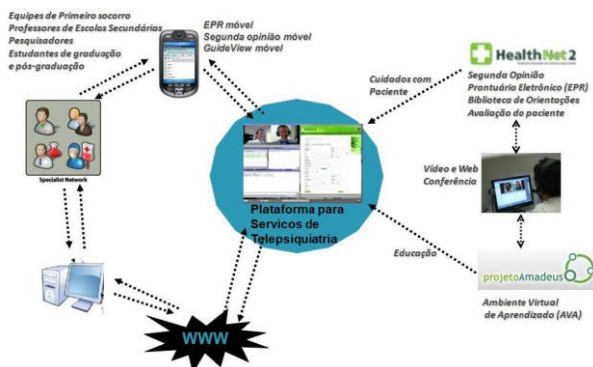 Equipes de Primeiro socorro
Professores de Escolas Secundárias
Pesquisadores
Estudantes de graduação
e pós-graduação
EPR móvel
Segunda opinião móvel
GuideView móvel
HealthNet2
Cuidados com
Paciente
Segunda Opinião
Prontuário Eletrônico (EPR)
Biblioteca de Orientações
Avaliação do paciente
Specialist Network
Vídeo e Web
Conferência
Plataforma para
Servicos de
Telepsiquiatria
Educação
projetoAmadeus
Ambiente Virtual
de Aprendizado (AVA)
WWW